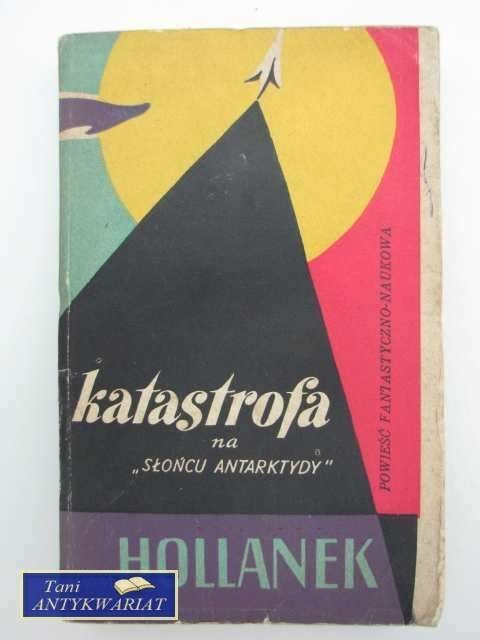 katastrofa
na
„SŁOŃCU ANTARKTYDY"
POWIEŚĆ FANTASTYCZNO-NAUKOWA
HOLLANEK
Tani
ANTYKWARIAT